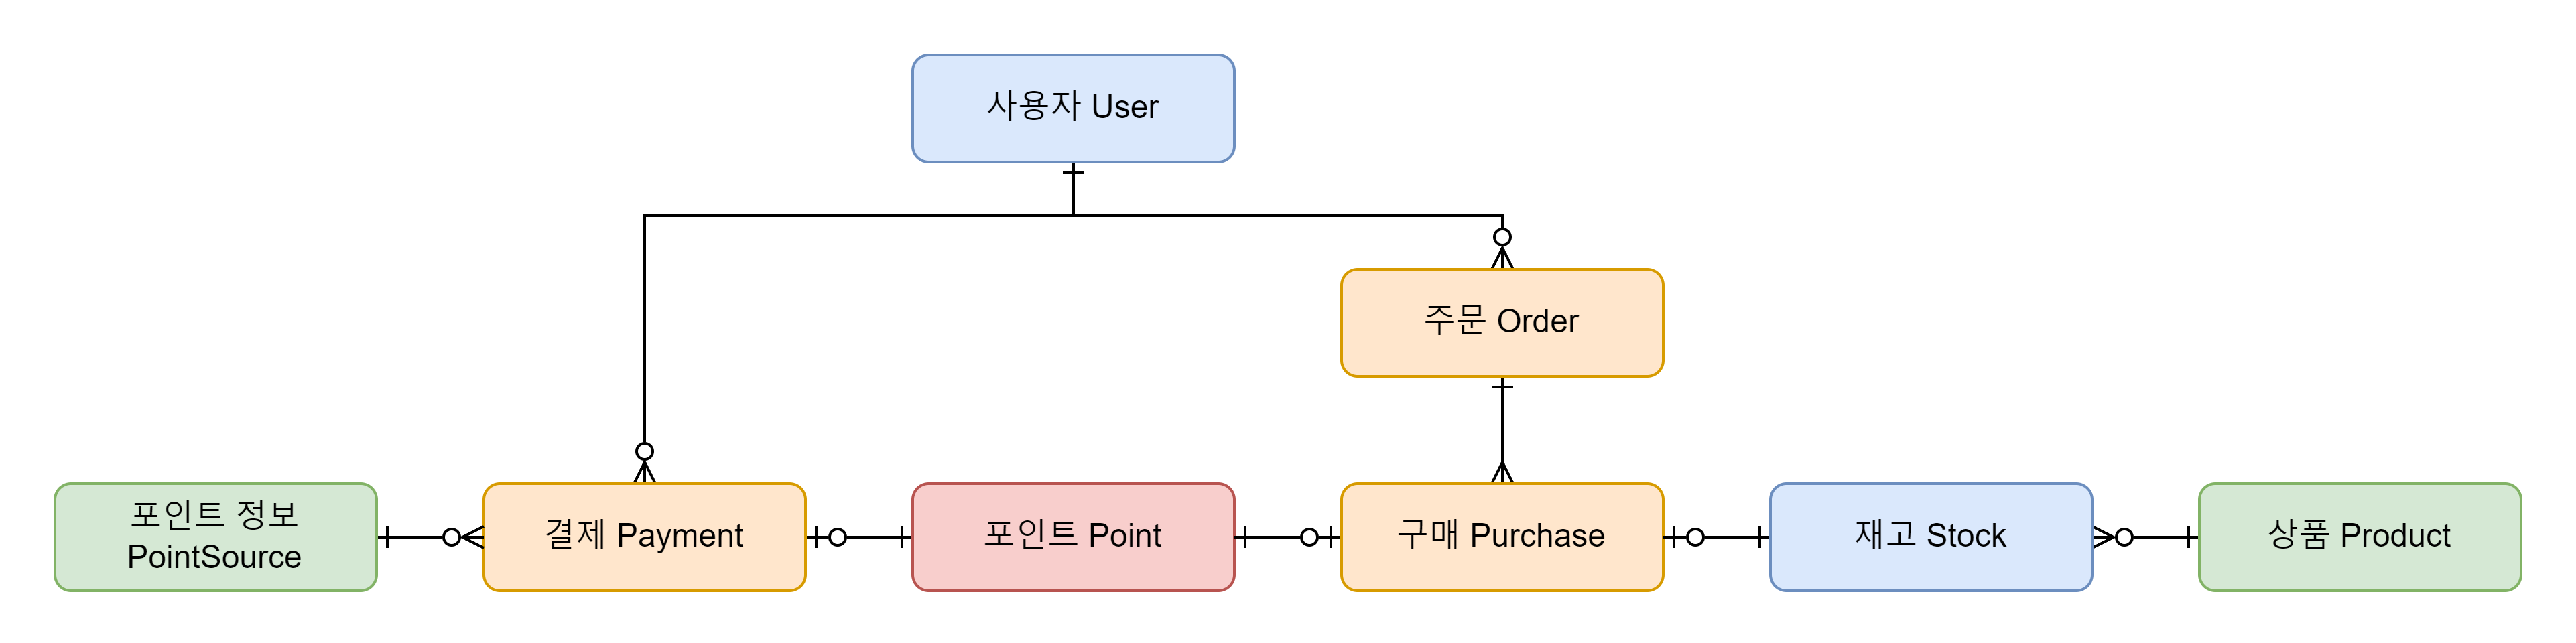 사용자 User
주문 Order
포인트 정보
PointSource
결제 Payment
포인트 Point
구매 Purchase
재고 Stock
상품 Product